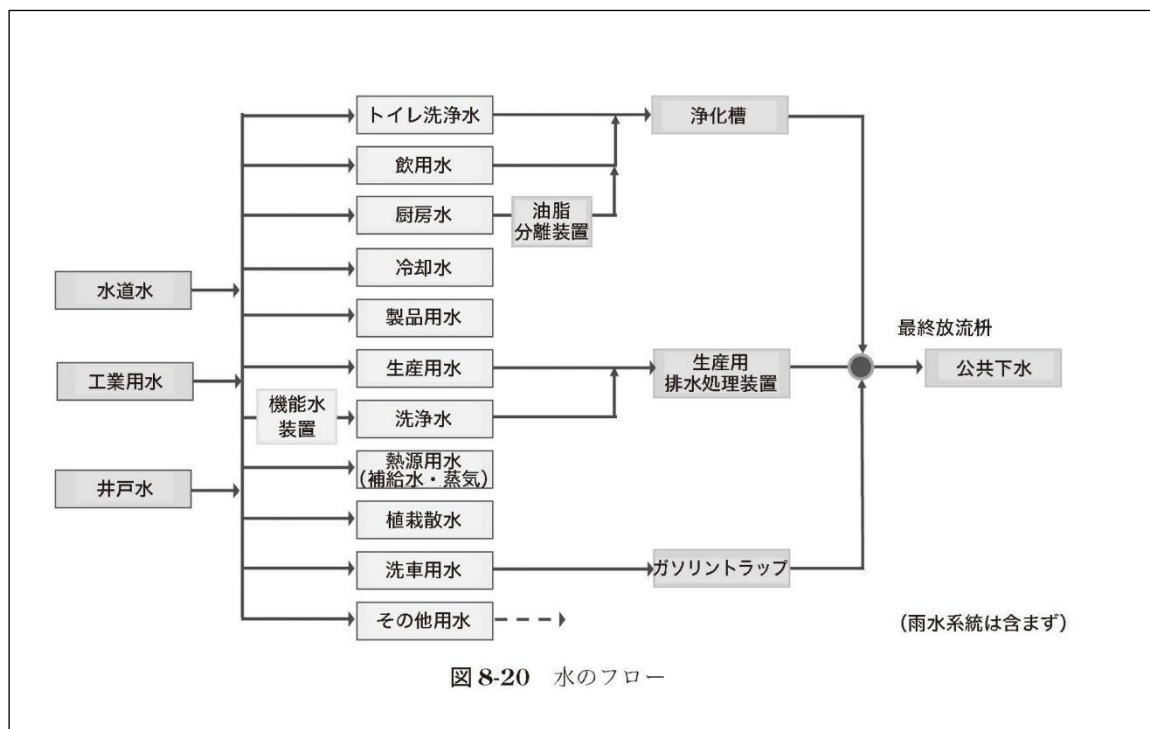 トイレ洗浄水
浄化槽
飲用水
厨房水
油脂
分離装置
冷却水
水道水
製品用水
最終放流枡
工業用水
生産用水
生産用
排水処理装置
公共下水
機能水
装置
洗浄水
熱源用水
(補給水・蒸気)
井戸水
植栽散水
洗車用水
ガソリントラップ
その他用水
(雨水系統は含まず)
図8-20 水のフロー